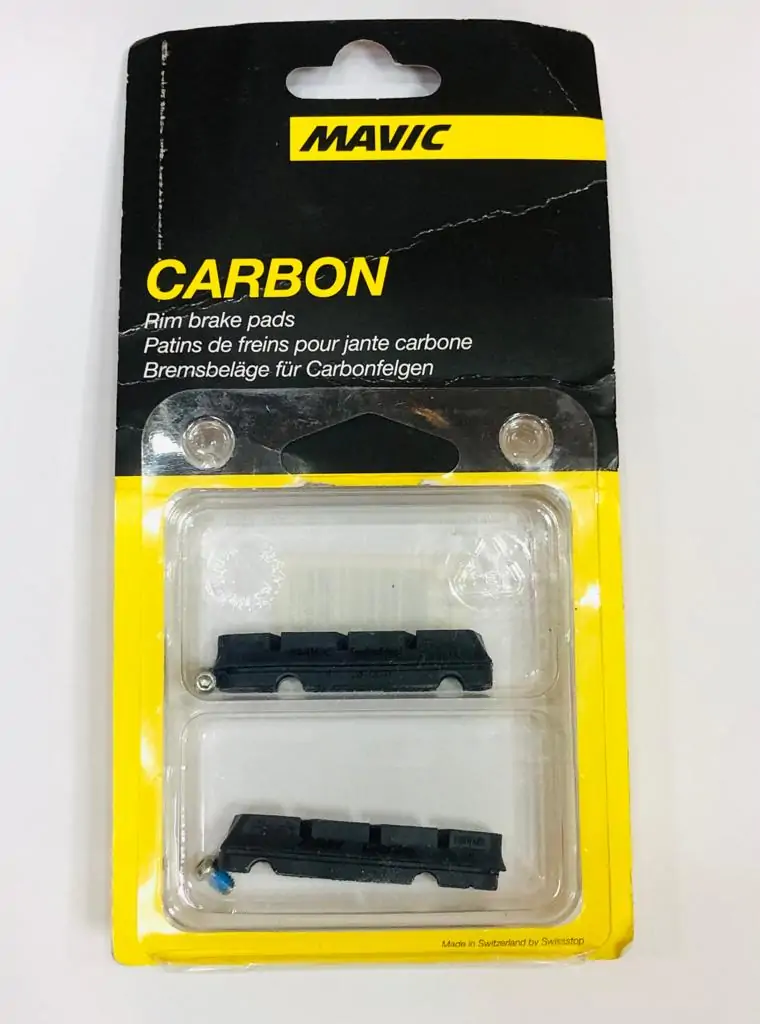 MAVIC
CARBON
Rim brake pads
Patins de freins pour jante carbone
Bremsbeläge für Carbonfelgen
MAVIC
Made in Switzerland by Swissstop